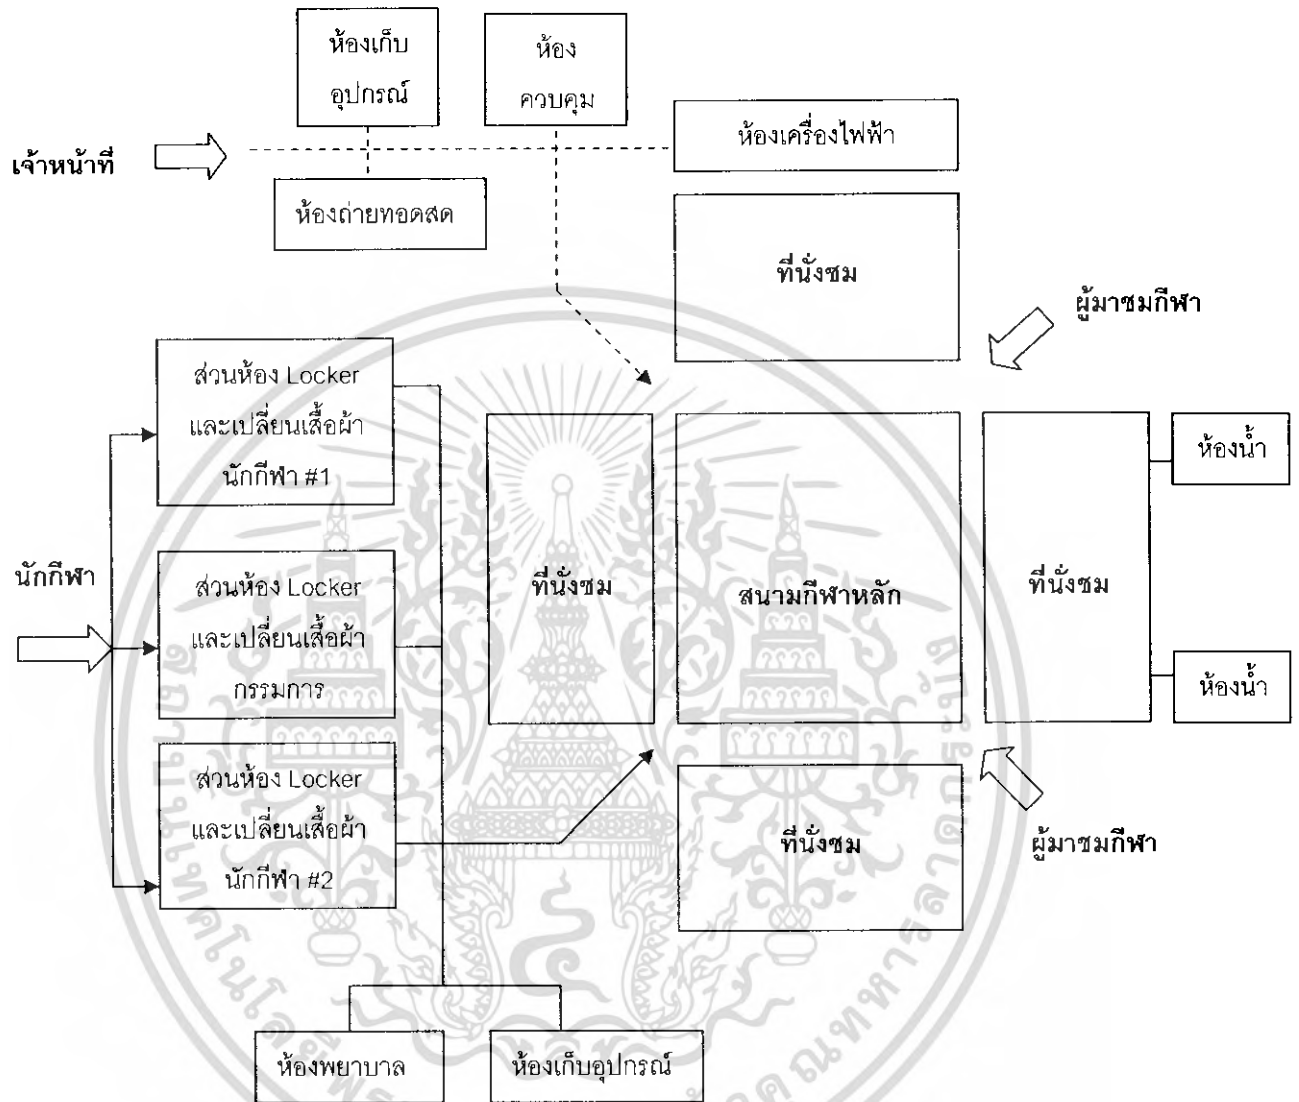 ห้องเก็บ
อุปกรณ์
ห้อง
ควบคุม
ห้องเครื่องไฟฟ้า
เจ้าหน้าที่
ห้องถ่ายทอดสด
ที่นั่งชม
ผู้มาชมกีฬา
ส่วนห้อง Locker
และเปลี่ยนเสื้อผ้า
นักกีฬา #1
ห้องน้ำ
นักกีฬา
ส่วนห้อง Locker
และเปลี่ยนเสื้อผ้า
กรรมการ
ที่นั่งชม
สนามกีฬาหลัก
ที่นั่งชม
ห้องน้ำ
ส่วนห้อง Locker
และเปลี่ยนเสื้อผ้า
นักกีฬา #2
ที่นั่งชม
ผู้มาชมกีฬา
ห้องพยาบาล
ห้องเก็บอุปกรณ์